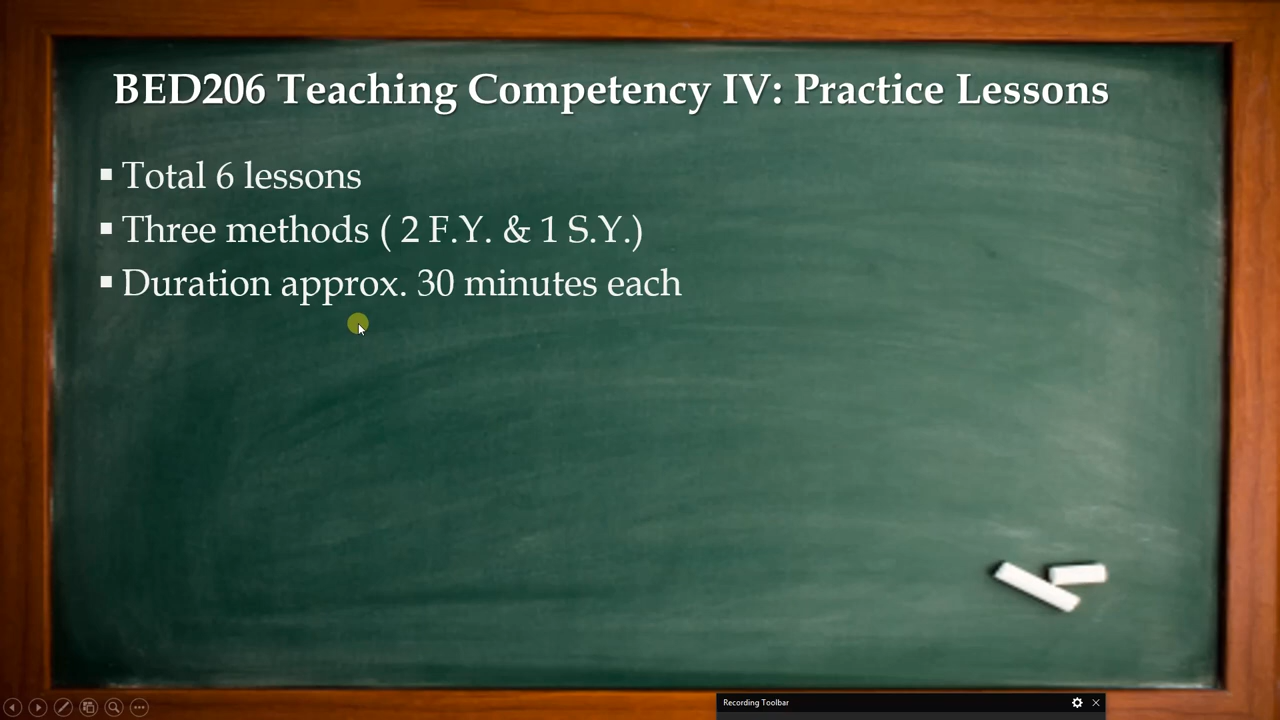 BED206 Teaching Competency IV: Practice Lessons
▪ Total 6 lessons
▪ Three methods ( 2 F.Y. & 1 S.Y.)
▪ Duration approx. 30 minutes each
Recording Toolbar